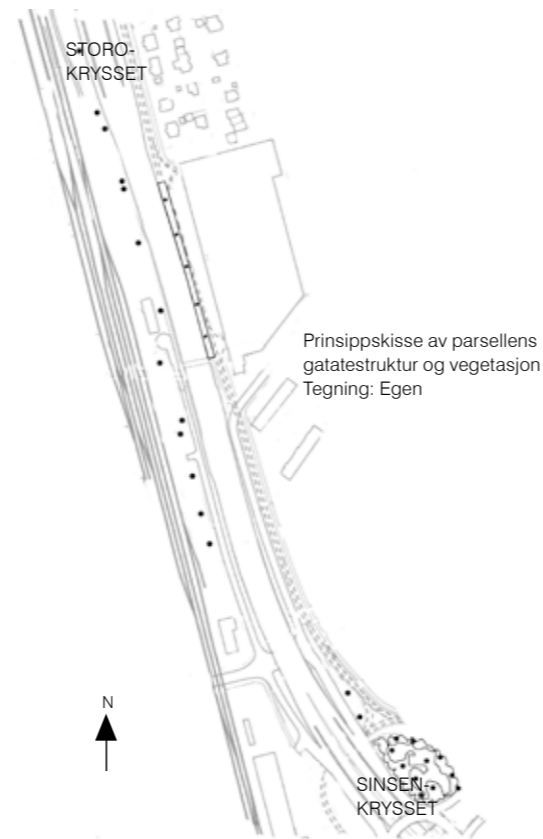 STORO-
KRYSSET
Prinsippskisse av parsellens
gatatestruktur og vegetasjon
Tegning: Egen
N
SINSEN-
KRYSSET